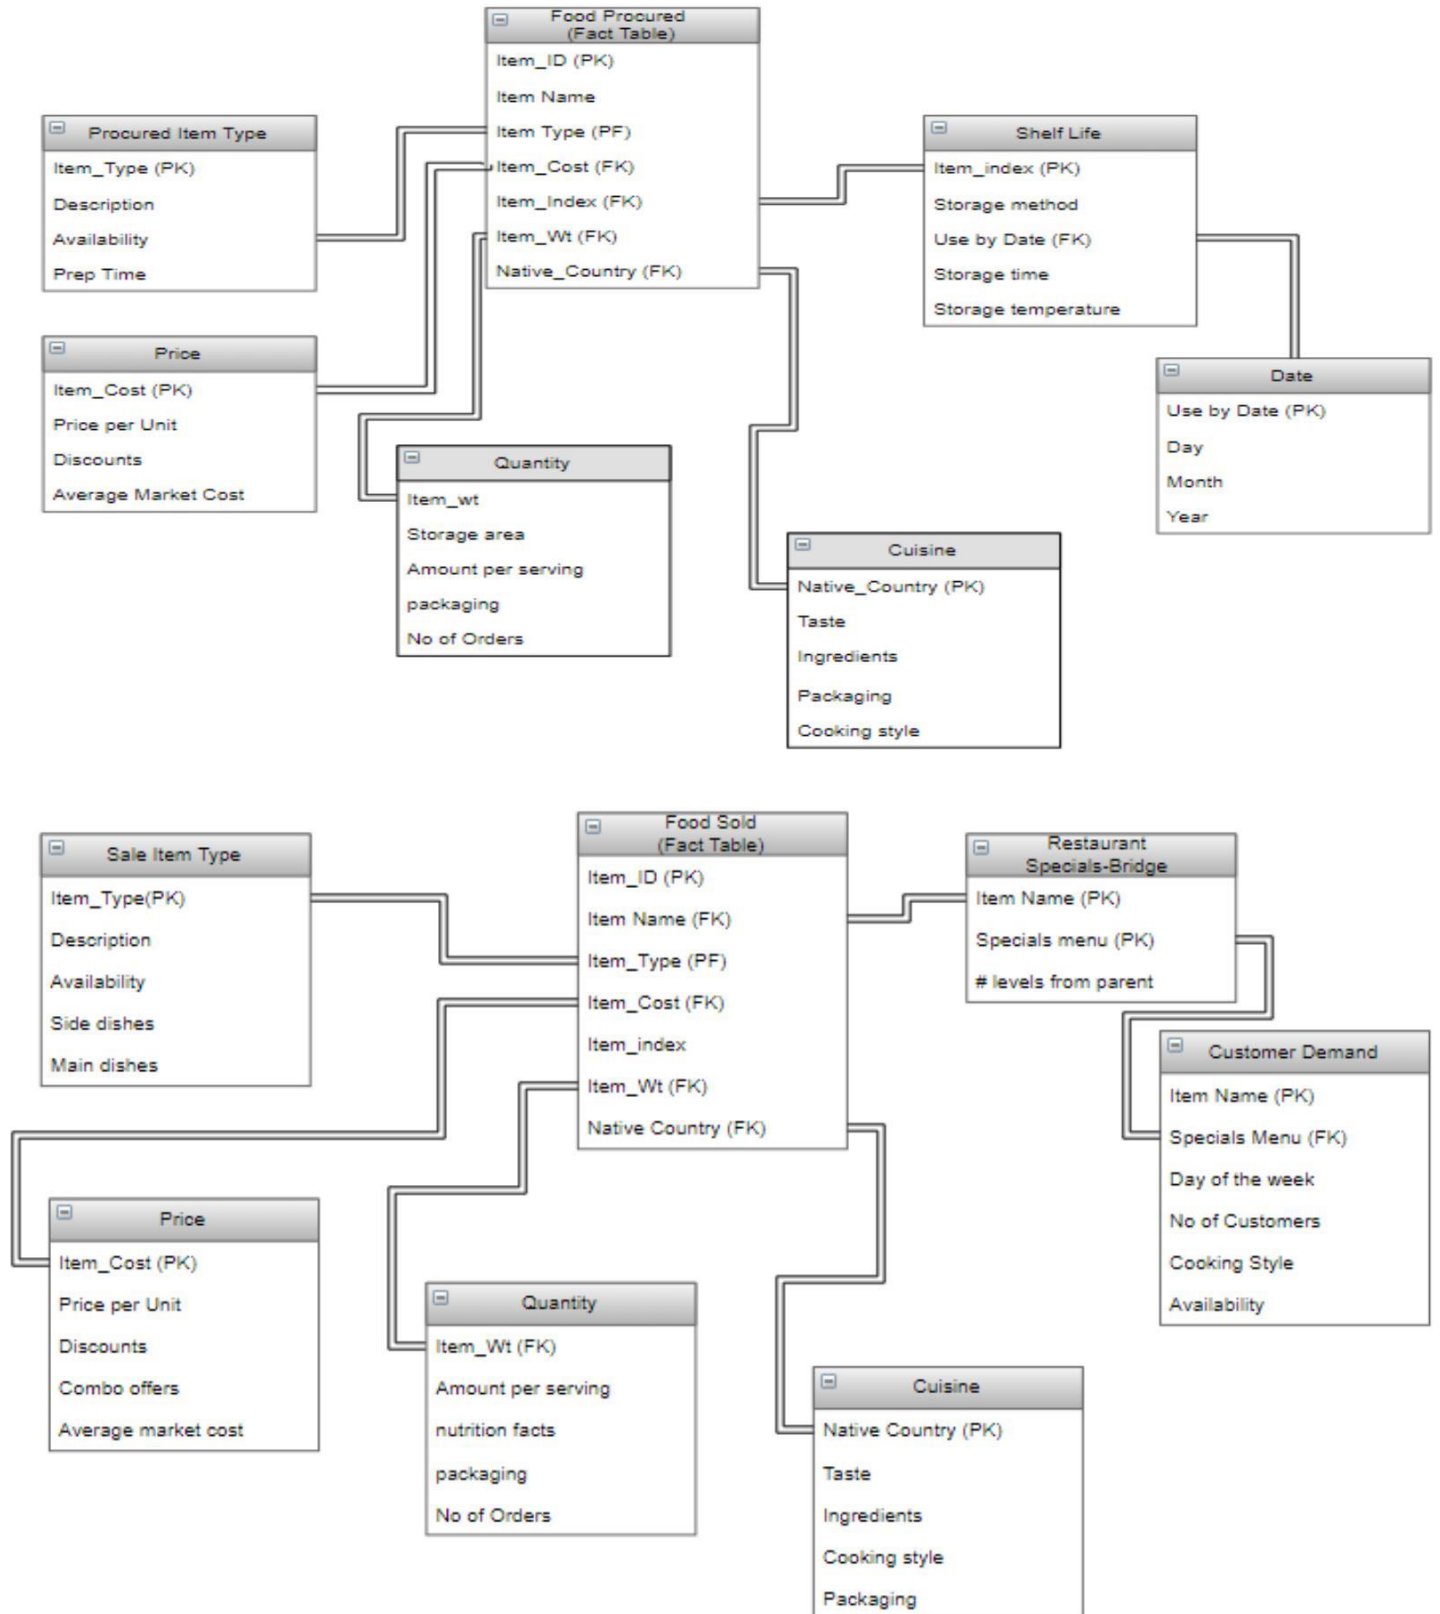 Food Procured
(Fact Table)
Item_ID (PK)
Item Name
Item Type (PF)
Item_Cost (FK)
Item_Index (FK)
Item_Wt (FK)
Native_Country (FK)
Procured Item Type
Item_Type (PK)
Description
Availability
Prep Time
Shelf Life
Item_index (PK)
Storage method
Use by Date (FK)
Storage time
Storage temperature
Price
Item_Cost (PK)
Price per Unit
Discounts
Average Market Cost
Date
Use by Date (PK)
Day
Month
Year
Quantity
Item_wt
Storage area
Amount per serving
packaging
No of Orders
Cuisine
Native_Country (PK)
Taste
Ingredients
Packaging
Cooking style
Food Sold
(Fact Table)
Item_ID (PK)
Item Name (FK)
Item_Type (PF)
Item_Cost (FK)
Item_index
Item_Wt (FK)
Native Country (FK)
Sale Item Type
Item_Type(PK)
Description
Availability
Side dishes
Main dishes
Restaurant
Specials-Bridge
Item Name (PK)
Specials menu (PK)
# levels from parent
Customer Demand
Item Name (PK)
Specials Menu (FK)
Day of the week
No of Customers
Cooking Style
Availability
Price
Item_Cost (PK)
Price per Unit
Discounts
Combo offers
Average market cost
Quantity
Item_Wt (FK)
Amount per serving
nutrition facts
packaging
No of Orders
Cuisine
Native Country (PK)
Taste
Ingredients
Cooking style
Packaging